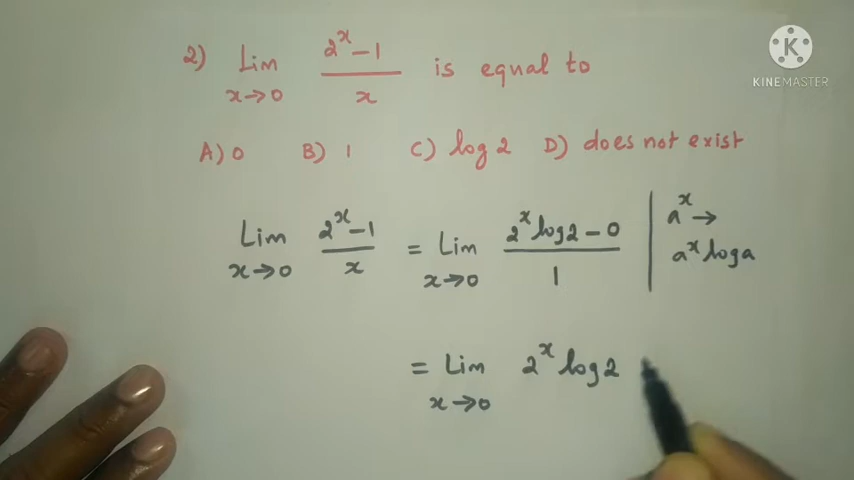 2) Lim x→0 2^x-1/x is equal to
A) 0 B) 1 C) log 2 D) does not exist
Lim x→0 2^x-1/x = Lim x→0 2^x log2 - 0/1 | a^x →
a^x log a
= Lim x→0 2^x log 2
K
KINEMASTER